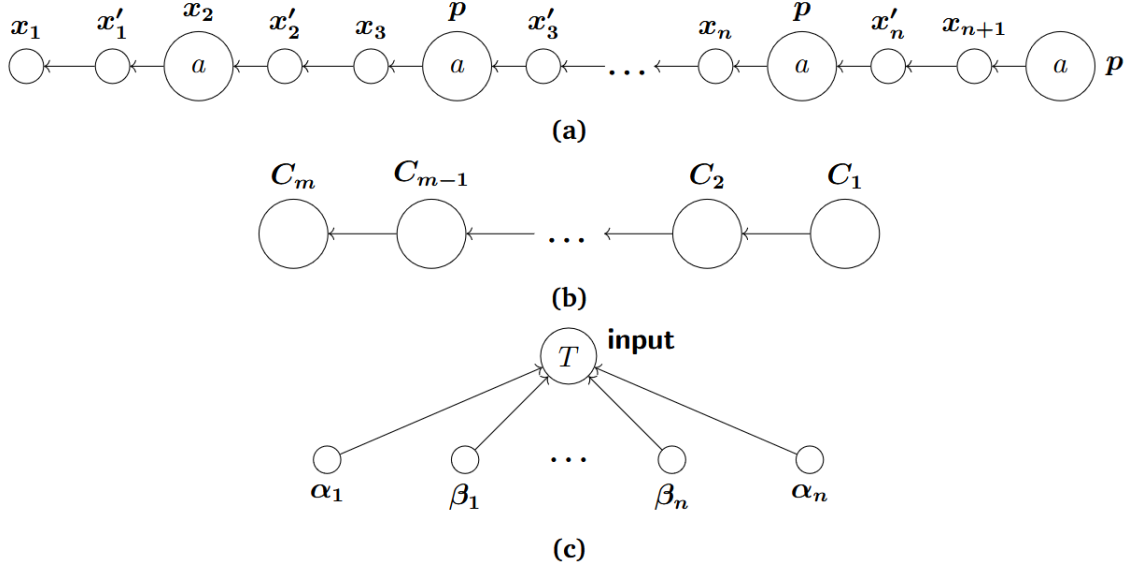 x₁ x′₁ x₂ x′₂ x₃ p x′₃ xₙ p x′ₙ xₙ₊₁
a a ... a a p
(a)
Cₘ Cₘ₋₁ C₂ C₁
...
(b)
T input
...
α₁ β₁ βₙ αₙ
(c)